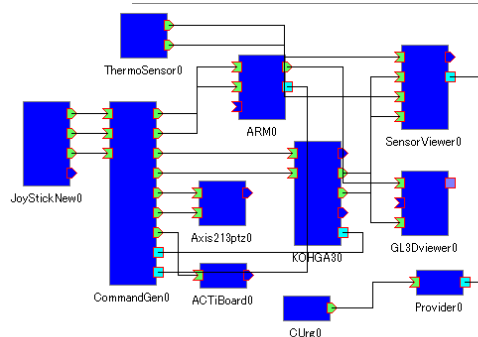 ThermoSensor0
ARM0
SensorViewer0
JoyStickNew0
Axis213ptz0
KOHGA30
GL3Dviewer0
CommandGen0
ACTiBoard0
CUrg0
Provider0